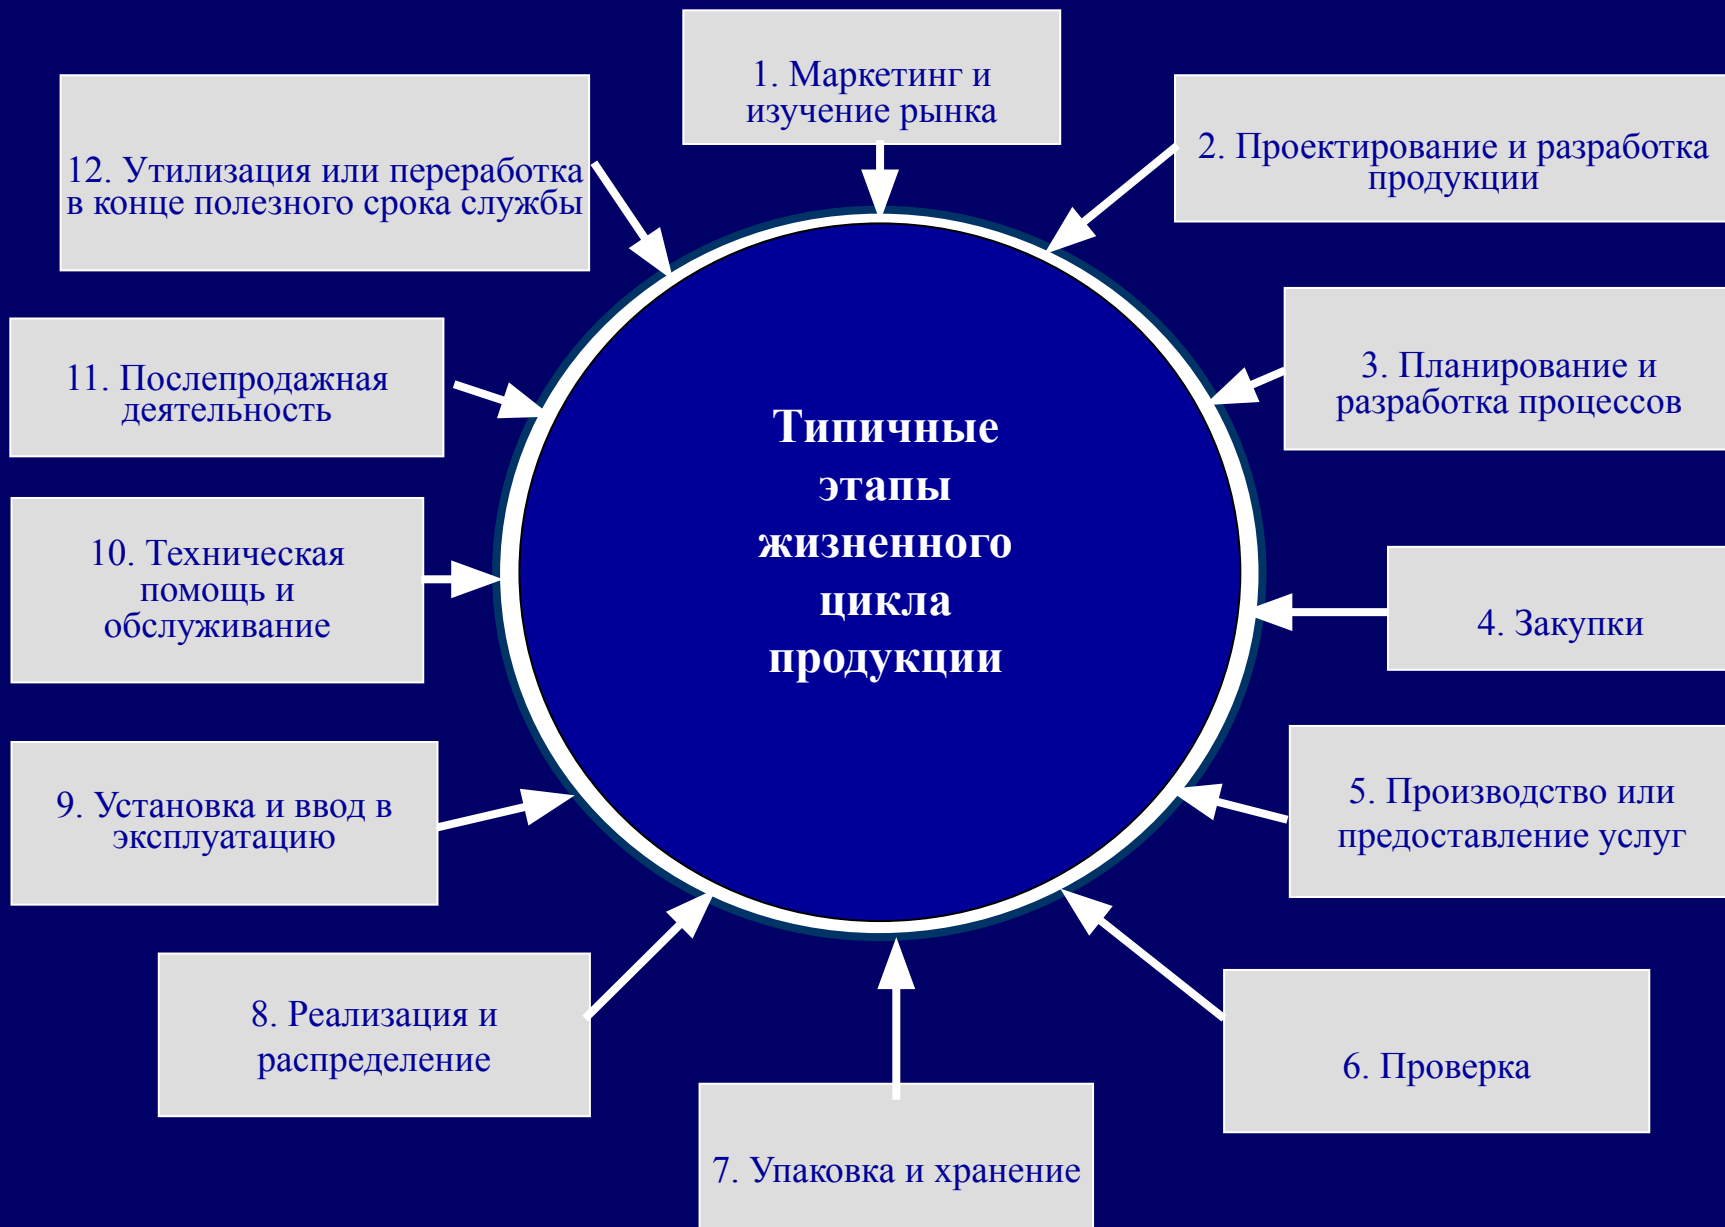 1. Маркетинг и
изучение рынка
2. Проектирование и разработка
продукции
3. Планирование и
разработка процессов
4. Закупки
5. Производство или
предоставление услуг
6. Проверка
7. Упаковка и хранение
8. Реализация и
распределение
9. Установка и ввод в
эксплуатацию
10. Техническая
помощь и
обслуживание
11. Послепродажная
деятельность
12. Утилизация или переработка
в конце полезного срока службы
Типичные
этапы
жизненного
цикла
продукции